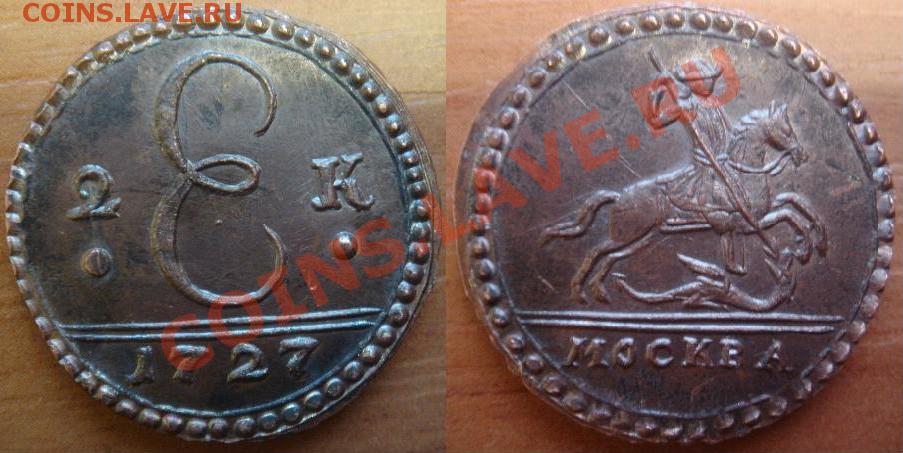 COINS.LAVE.RU
Є
2 К
1727
МОСКВА
COINS.LAVE.RU